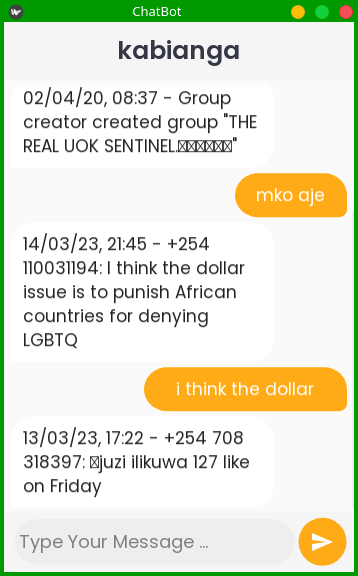 ChatBot
kabianga
02/04/20, 08:37 - Group
creator created group "THE
REAL UOK SENTINEL.􏿮􏿮􏿮􏿮􏿮􏿮"
mko aje
14/03/23, 21:45 - +254
110031194: I think the dollar
issue is to punish African
countries for denying
LGBTQ
i think the dollar
13/03/23, 17:22 - +254 708
318397: 􏿮juzi ilikuwa 127 like
on Friday
Type Your Message ...